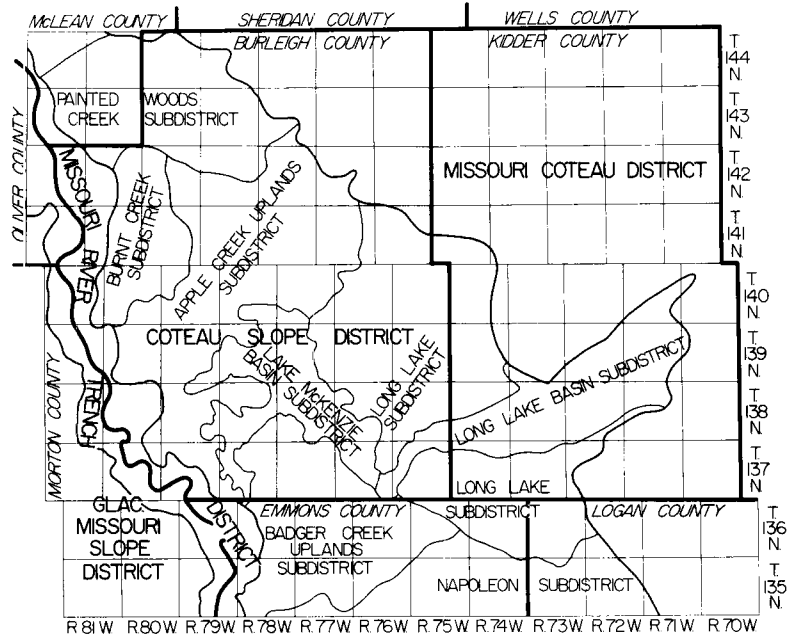 McLEAN COUNTY
SHERIDAN COUNTY
WELLS COUNTY
BURLEIGH COUNTY
KIDDER COUNTY
T.
144
N.
PAINTED
CREEK
WOODS
SUBDISTRICT
T.
143
N.
OLIVER COUNTY
MISSOURI RIVER TRENCH DISTRICT
BURNT CREEK
SUBDISTRICT
APPLE CREEK UPLANDS
SUBDISTRICT
MISSOURI COTEAU DISTRICT
T.
142
N.
T.
141
N.
T.
140
N.
COTEAU SLOPE DISTRICT
T.
139
N.
LAKE McKENZIE
BASIN SUBDISTRICT
LONG LAKE
SUBDISTRICT
LONG LAKE BASIN SUBDISTRICT
MORTON COUNTY
T.
138
N.
T.
137
N.
LONG LAKE
SUBDISTRICT
GLAC.
MISSOURI
SLOPE
DISTRICT
EMMONS COUNTY
LOGAN COUNTY
BADGER CREEK
UPLANDS
SUBDISTRICT
T.
136
N.
NAPOLEON SUBDISTRICT
T.
135
N.
R.81W. R.80W. R.79W. R.78W. R.77W. R.76W. R.75W. R.74W. R.73W. R.72W. R.71W. R.70W.